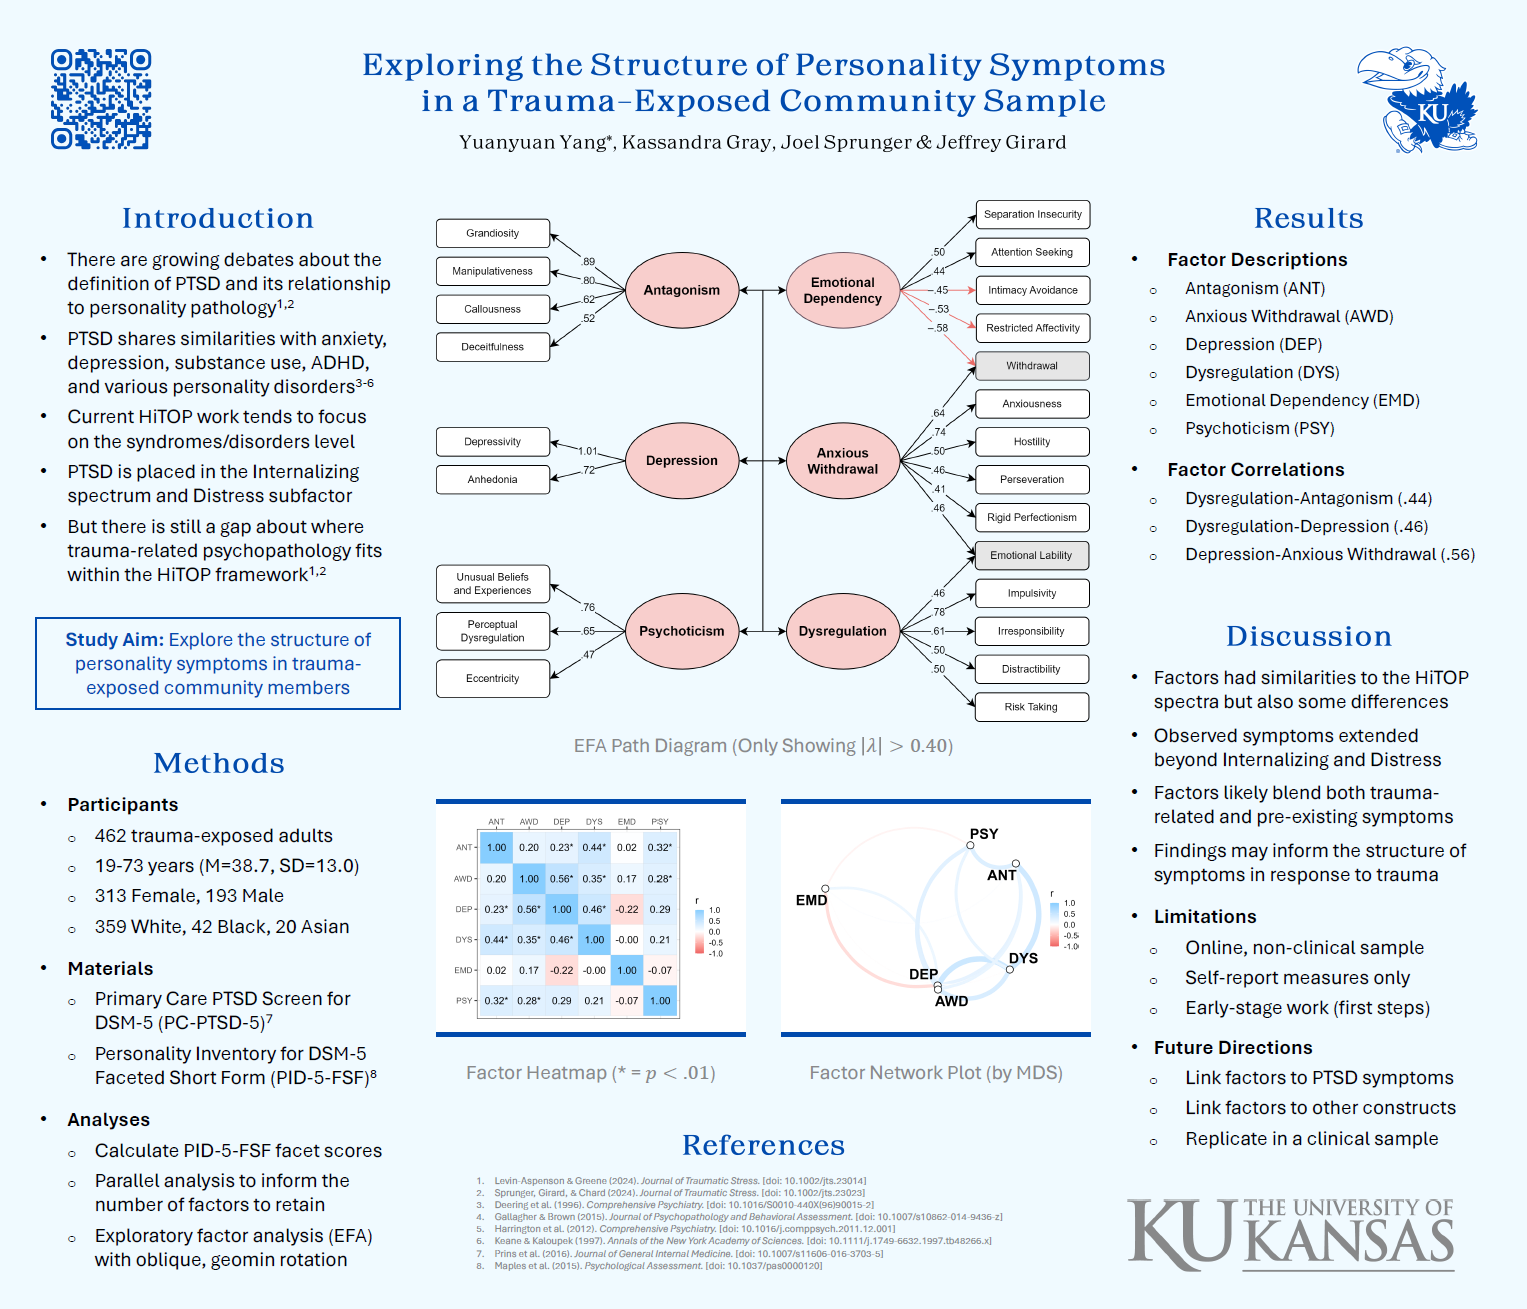 Exploring the Structure of Personality Symptoms
in a Trauma-Exposed Community Sample
Yuanyuan Yang*, Kassandra Gray, Joel Sprunger & Jeffrey Girard
KU
Introduction
• There are growing debates about the
definition of PTSD and its relationship
to personality pathology1,2
• PTSD shares similarities with anxiety,
depression, substance use, ADHD,
and various personality disorders3-6
• Current HiTOP work tends to focus
on the syndromes/disorders level
• PTSD is placed in the Internalizing
spectrum and Distress subfactor
• But there is still a gap about where
trauma-related psychopathology fits
within the HiTOP framework1,2
Study Aim: Explore the structure of
personality symptoms in trauma-
exposed community members
Methods
• Participants
o 462 trauma-exposed adults
o 19-73 years (M=38.7, SD=13.0)
o 313 Female, 193 Male
o 359 White, 42 Black, 20 Asian
• Materials
o Primary Care PTSD Screen for
DSM-5 (PC-PTSD-5)7
o Personality Inventory for DSM-5
Faceted Short Form (PID-5-FSF)8
• Analyses
o Calculate PID-5-FSF facet scores
o Parallel analysis to inform the
number of factors to retain
o Exploratory factor analysis (EFA)
with oblique, geomin rotation
Grandiosity
Manipulativeness
Callousness
Deceitfulness
.89
.80
.62
.52
Antagonism
Depressivity
Anhedonia
1.01
.72
Depression
Unusual Beliefs
and Experiences
Perceptual
Dysregulation
Eccentricity
.76
.65
.47
Psychoticism
Emotional
Dependency
.50
.44
–.45
–.53
–.58
Separation Insecurity
Attention Seeking
Intimacy Avoidance
Restricted Affectivity
Withdrawal
Anxious
Withdrawal
.64
.74
.50
.46
.41
.46
Anxiousness
Hostility
Perseveration
Rigid Perfectionism
Emotional Lability
Dysregulation
.46
.78
.61
.50
.50
Impulsivity
Irresponsibility
Distractibility
Risk Taking
EFA Path Diagram (Only Showing |λ| > 0.40)
ANT AWD DEP DYS EMD PSY
ANT 1.00 0.20 0.23* 0.44* 0.02 0.32*
AWD 0.20 1.00 0.56* 0.35* 0.17 0.28*
DEP 0.23* 0.56* 1.00 0.46* -0.22 0.29
DYS 0.44* 0.35* 0.46* 1.00 -0.00 0.21
EMD 0.02 0.17 -0.22 -0.00 1.00 -0.07
PSY 0.32* 0.28* 0.29 0.21 -0.07 1.00
r
1.0
0.5
0.0
-0.5
-1.0
Factor Heatmap (* = p < .01)
PSY
ANT
EMD
DYS
DEP
AWD
r
1.0
0.5
0.0
-0.5
-1.0
Factor Network Plot (by MDS)
References
1. Levin-Aspenson & Greene (2024). Journal of Traumatic Stress. [doi: 10.1002/jts.23014]
2. Sprunger, Girard, & Chard (2024). Journal of Traumatic Stress. [doi: 10.1002/jts.23023]
3. Deering et al. (1996). Comprehensive Psychiatry. [doi: 10.1016/S0010-440X(96)90015-2]
4. Gallagher & Brown (2015). Journal of Psychopathology and Behavioral Assessment. [doi: 10.1007/s10862-014-9436-z]
5. Harrington et al. (2012). Comprehensive Psychiatry. [doi: 10.1016/j.comppsych.2011.12.001]
6. Keane & Kaloupek (1997). Annals of the New York Academy of Sciences. [doi: 10.1111/j.1749-6632.1997.tb48266.x]
7. Prins et al. (2016). Journal of General Internal Medicine. [doi: 10.1007/s11606-016-3703-5]
8. Maples et al. (2015). Psychological Assessment. [doi: 10.1037/pas0000120]
Results
• Factor Descriptions
o Antagonism (ANT)
o Anxious Withdrawal (AWD)
o Depression (DEP)
o Dysregulation (DYS)
o Emotional Dependency (EMD)
o Psychoticism (PSY)
• Factor Correlations
o Dysregulation-Antagonism (.44)
o Dysregulation-Depression (.46)
o Depression-Anxious Withdrawal (.56)
Discussion
• Factors had similarities to the HiTOP
spectra but also some differences
• Observed symptoms extended
beyond Internalizing and Distress
• Factors likely blend both trauma-
related and pre-existing symptoms
• Findings may inform the structure of
symptoms in response to trauma
• Limitations
o Online, non-clinical sample
o Self-report measures only
o Early-stage work (first steps)
• Future Directions
o Link factors to PTSD symptoms
o Link factors to other constructs
o Replicate in a clinical sample
KU THE UNIVERSITY OF
KANSAS